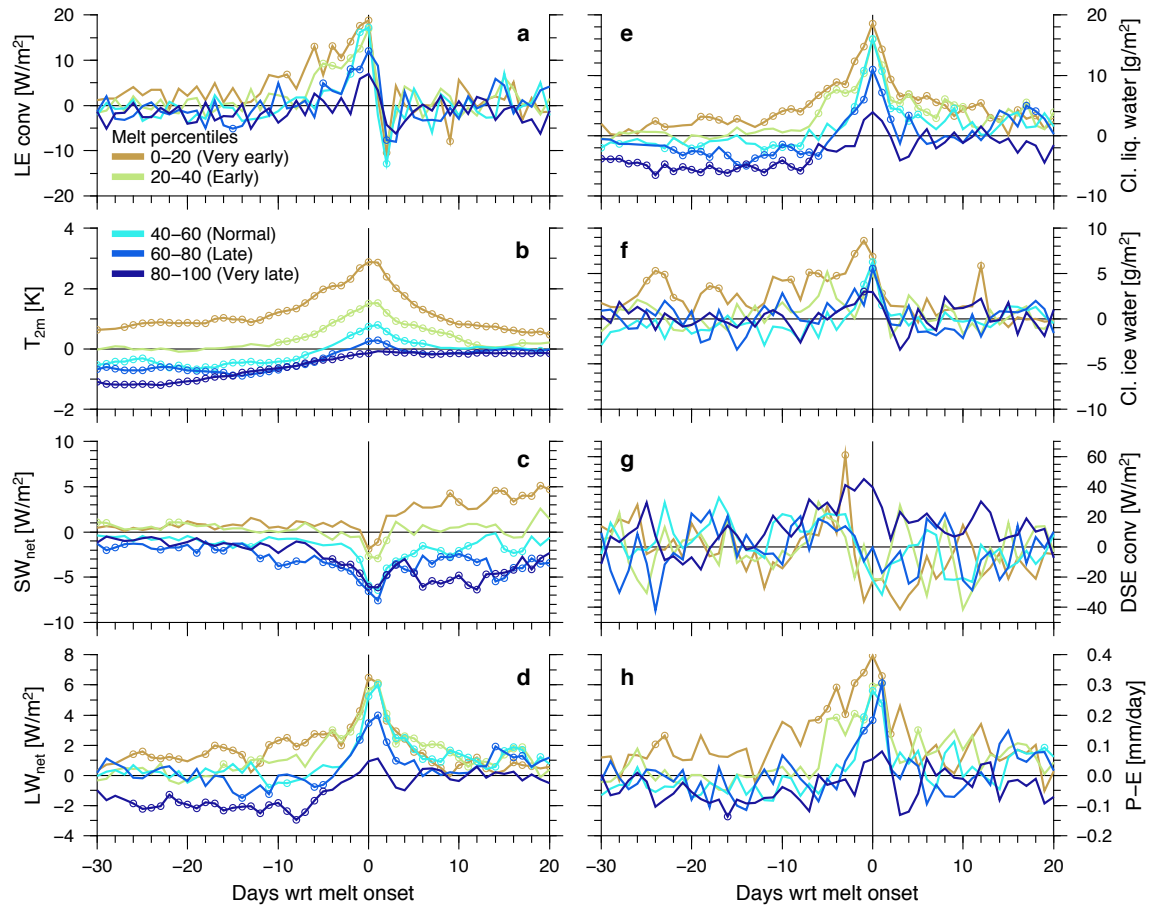 20
10
0
−10
−20
LE conv [W/m²]
a
Melt percentiles
0−20 (Very early)
20−40 (Early)
20
10
0
−10
Cl. liq. water [g/m²]
e
4
2
0
−2
T2m [K]
b
40−60 (Normal)
60−80 (Late)
80−100 (Very late)
10
5
0
−5
−10
Cl. ice water [g/m²]
f
10
5
0
−5
−10
SWnet [W/m²]
c
60
40
20
0
−20
−40
DSE conv [W/m²]
g
8
6
4
2
0
−2
−4
LWnet [W/m²]
d
0.4
0.3
0.2
0.1
0.0
−0.1
−0.2
P−E [mm/day]
h
−30 −20 −10 0 10 20
Days wrt melt onset
−30 −20 −10 0 10 20
Days wrt melt onset